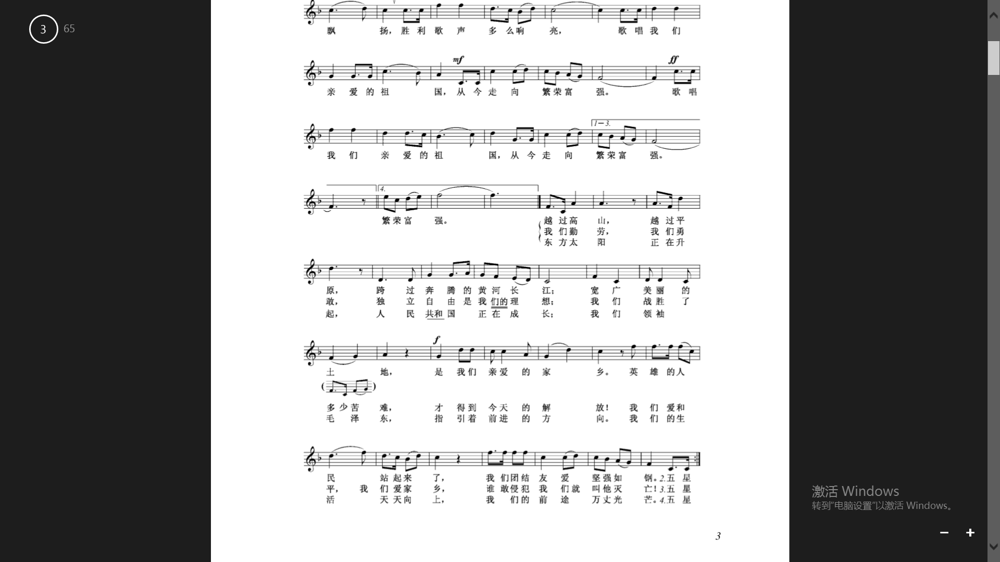 3 65
飘 扬，胜 利 歌 声 多 么响 亮， 歌 唱 我 们
mf ff
亲 爱 的 祖 国，从 今 走 向 繁 荣 富 强。 歌 唱
1—3.
我 们 亲 爱 的 祖 国，从 今 走 向 繁 荣 富 强。
4.
繁 荣 富 强。 越 过 高 山， 越 过 平
我 们 勤 劳， 我 们 勇
东 方 太 阳 正 在 升
原， 跨 过 奔 腾 的 黄 河 长 江；宽 广 美 丽 的
敢， 独 立 自 由 是 我 们的 理 想；我 们 战 胜 了
起， 人 民 共和 国 正 在 成 长；我 们 领 袖
f
土 地， 是 我 们 亲 爱 的 家 乡。英 雄 的 人
多 少 苦 难， 才 得 到 今 天 的 解 放！我 们 爱 和
毛 泽 东， 指 引 着 前 进 的 方 向。我 们 的 生
民 站 起 来 了， 我 们 团 结 友 爱 坚 强 如 钢。2.五 星
平， 我 们 爱 家 乡， 谁 敢 侵 犯 我 们 就 叫 他 灭 亡！3.五 星
活 天 天 向 上， 我 们 的 前 途 万 丈 光 芒。4.五 星
3
激活 Windows
转到“电脑设置”以激活 Windows。